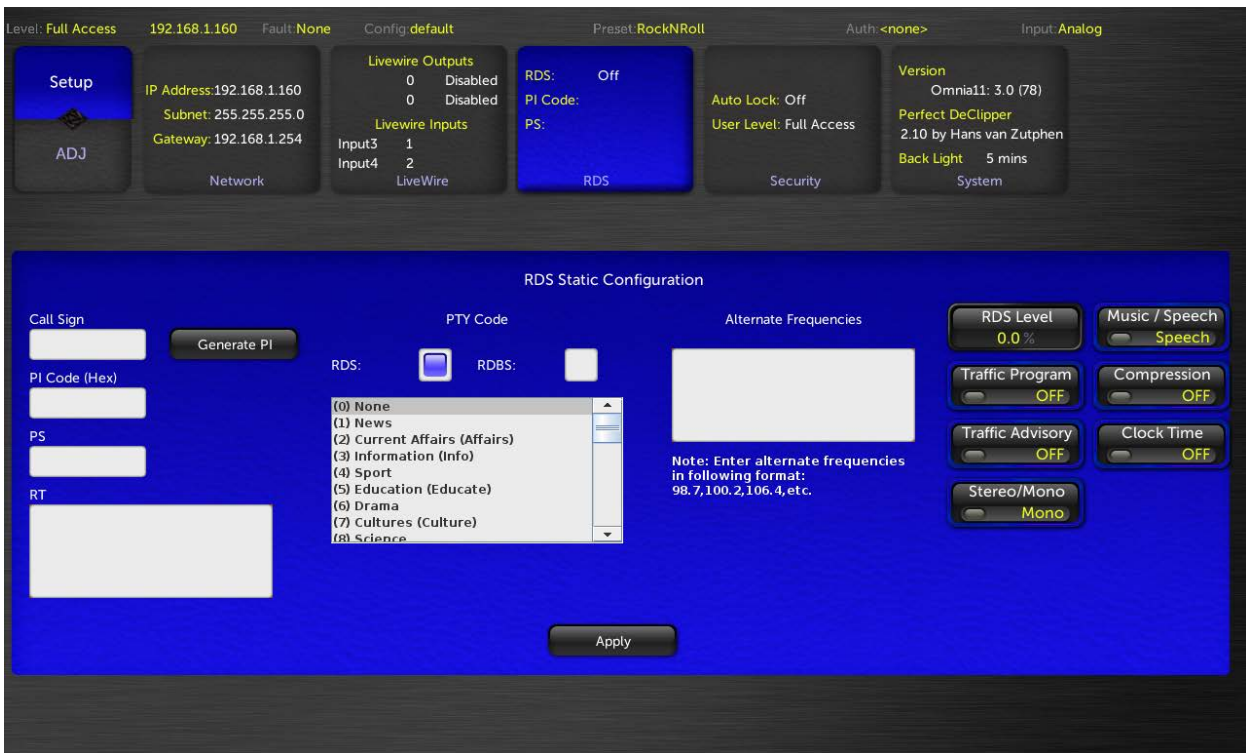 Level: Full Access 192.168.1.160 Fault:None Config:default Preset:RockNRoll Auth:<none> Input:Analog
Setup
ADJ
IP Address:192.168.1.160
Subnet: 255.255.255.0
Gateway: 192.168.1.254
Network
Livewire Outputs
0 Disabled
0 Disabled
Livewire Inputs
Input3 1
Input4 2
LiveWire
RDS: Off
PI Code:
PS:
RDS
Auto Lock: Off
User Level: Full Access
Security
Version
Omnia11: 3.0 (78)
Perfect DeClipper
2.10 by Hans van Zutphen
Back Light 5 mins
System
RDS Static Configuration
Call Sign
Generate PI
PI Code (Hex)
PS
RT
PTY Code
RDS: RDBS:
(0) None
(1) News
(2) Current Affairs (Affairs)
(3) Information (Info)
(4) Sport
(5) Education (Educate)
(6) Drama
(7) Cultures (Culture)
(8) Science
Alternate Frequencies
Note: Enter alternate frequencies
in following format:
98.7,100.2,106.4,etc.
RDS Level
0.0 %
Music / Speech
Speech
Traffic Program
OFF
Compression
OFF
Traffic Advisory
OFF
Clock Time
OFF
Stereo/Mono
Mono
Apply